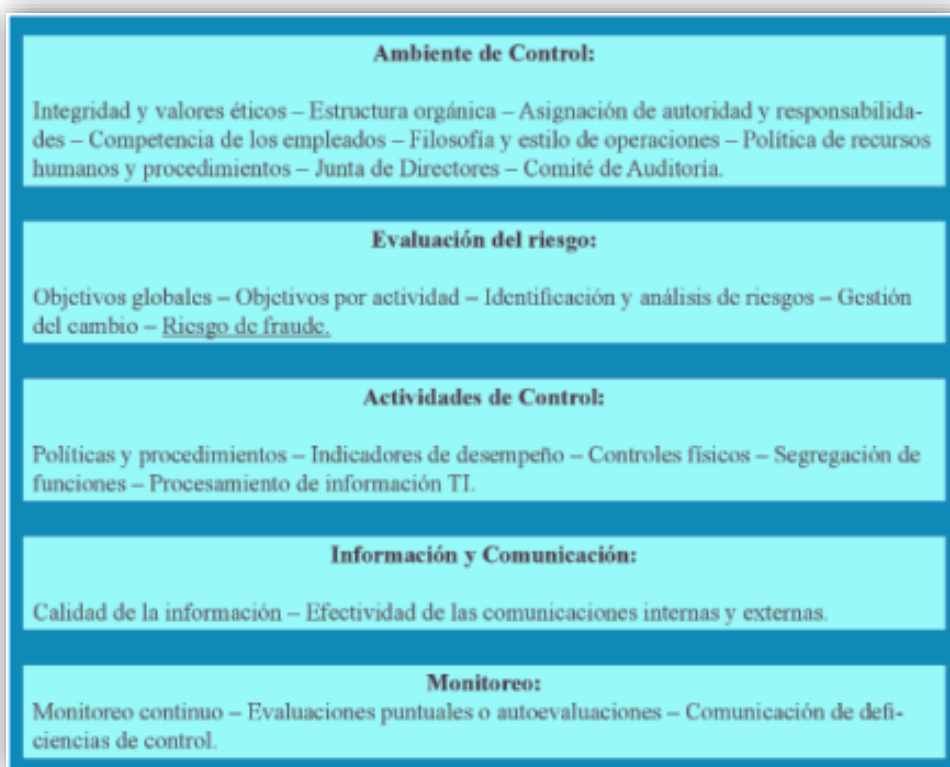 Ambiente de Control:
Integridad y valores éticos – Estructura orgánica – Asignación de autoridad y responsabilida-
des – Competencia de los empleados – Filosofía y estilo de operaciones – Política de recursos
humanos y procedimientos – Junta de Directores – Comité de Auditoría.
Evaluación del riesgo:
Objetivos globales – Objetivos por actividad – Identificación y análisis de riesgos – Gestión
del cambio – Riesgo de fraude.
Actividades de Control:
Políticas y procedimientos – Indicadores de desempeño – Controles físicos – Segregación de
funciones – Procesamiento de información TI.
Información y Comunicación:
Calidad de la información – Efectividad de las comunicaciones internas y externas.
Monitoreo:
Monitoreo continuo – Evaluaciones puntuales o autoevaluaciones – Comunicación de defi-
ciencias de control.